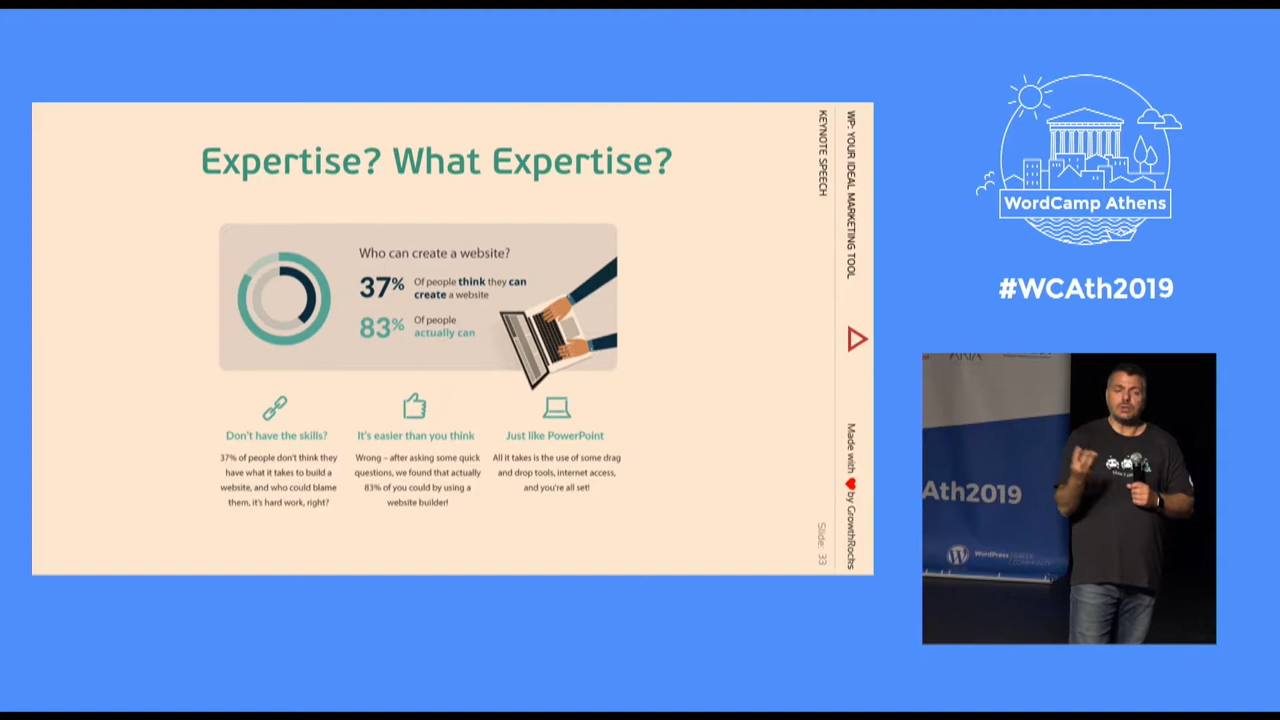 Expertise? What Expertise?
Who can create a website?
37% Of people think they can
create a website
83% Of people
actually can
Don't have the skills?
37% of people don't think they
have what it takes to build a
website, and who could blame
them, it's hard work, right?
It's easier than you think
Wrong – after asking some quick
questions, we found that actually
83% of you could by using a
website builder!
Just like PowerPoint
All it takes is the use of some drag
and drop tools, internet access,
and you're all set!
WP: YOUR IDEAL MARKETING TOOL
KEYNOTE SPEECH
Made with ❤ by GrowthRocks
Slide: 33
WordCamp Athens
#WCAth2019
Ath2019
WordPress